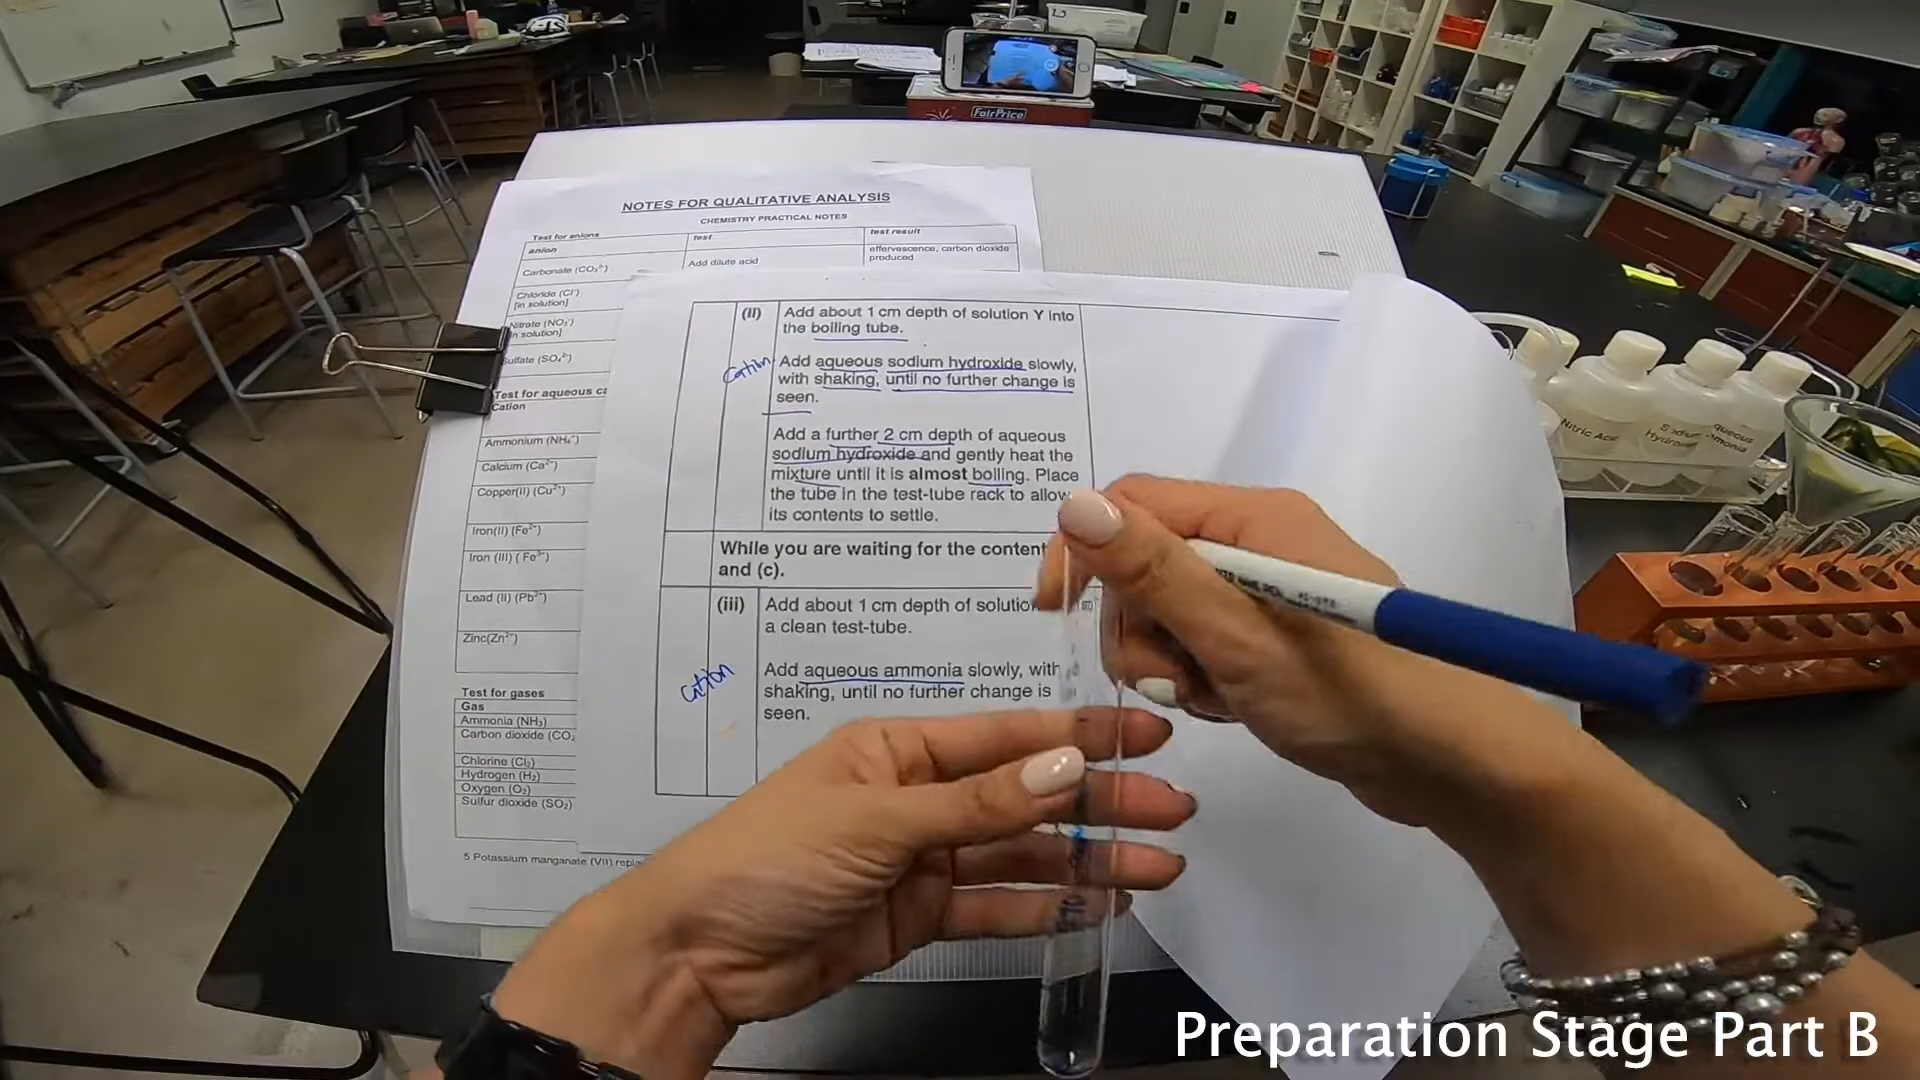 FairPrice
NOTES FOR QUALITATIVE ANALYSIS
CHEMISTRY PRACTICAL NOTES
Test for anions
anion
test
test result
Carbonate (CO₃²⁻)
Add dilute acid
effervescence, carbon dioxide
produced
Chloride (Cl⁻)
[in solution]
Nitrate (NO₃⁻)
[in solution]
Sulfate (SO₄²⁻)
Test for aqueous ca
Cation
Ammonium (NH₄⁺)
Calcium (Ca²⁺)
Copper(II) (Cu²⁺)
Iron(II) (Fe²⁺)
Iron (III) ( Fe³⁺)
Lead (II) (Pb²⁺)
Zinc(Zn²⁺)
Test for gases
Gas
Ammonia (NH₃)
Carbon dioxide (CO₂
Chlorine (Cl₂)
Hydrogen (H₂)
Oxygen (O₂)
Sulfur dioxide (SO₂)
5 Potassium manganate (VII) repla
(ii)
Add about 1 cm depth of solution Y into
the boiling tube.
Cation
Add aqueous sodium hydroxide slowly,
with shaking, until no further change is
seen.
Add a further 2 cm depth of aqueous
sodium hydroxide and gently heat the
mixture until it is almost boiling. Place
the tube in the test-tube rack to allow
its contents to settle.
While you are waiting for the content
and (c).
(iii)
Add about 1 cm depth of solution
a clean test-tube.
Cation
Add aqueous ammonia slowly, with
shaking, until no further change is
seen.
Nitric Acid
Preparation Stage Part B